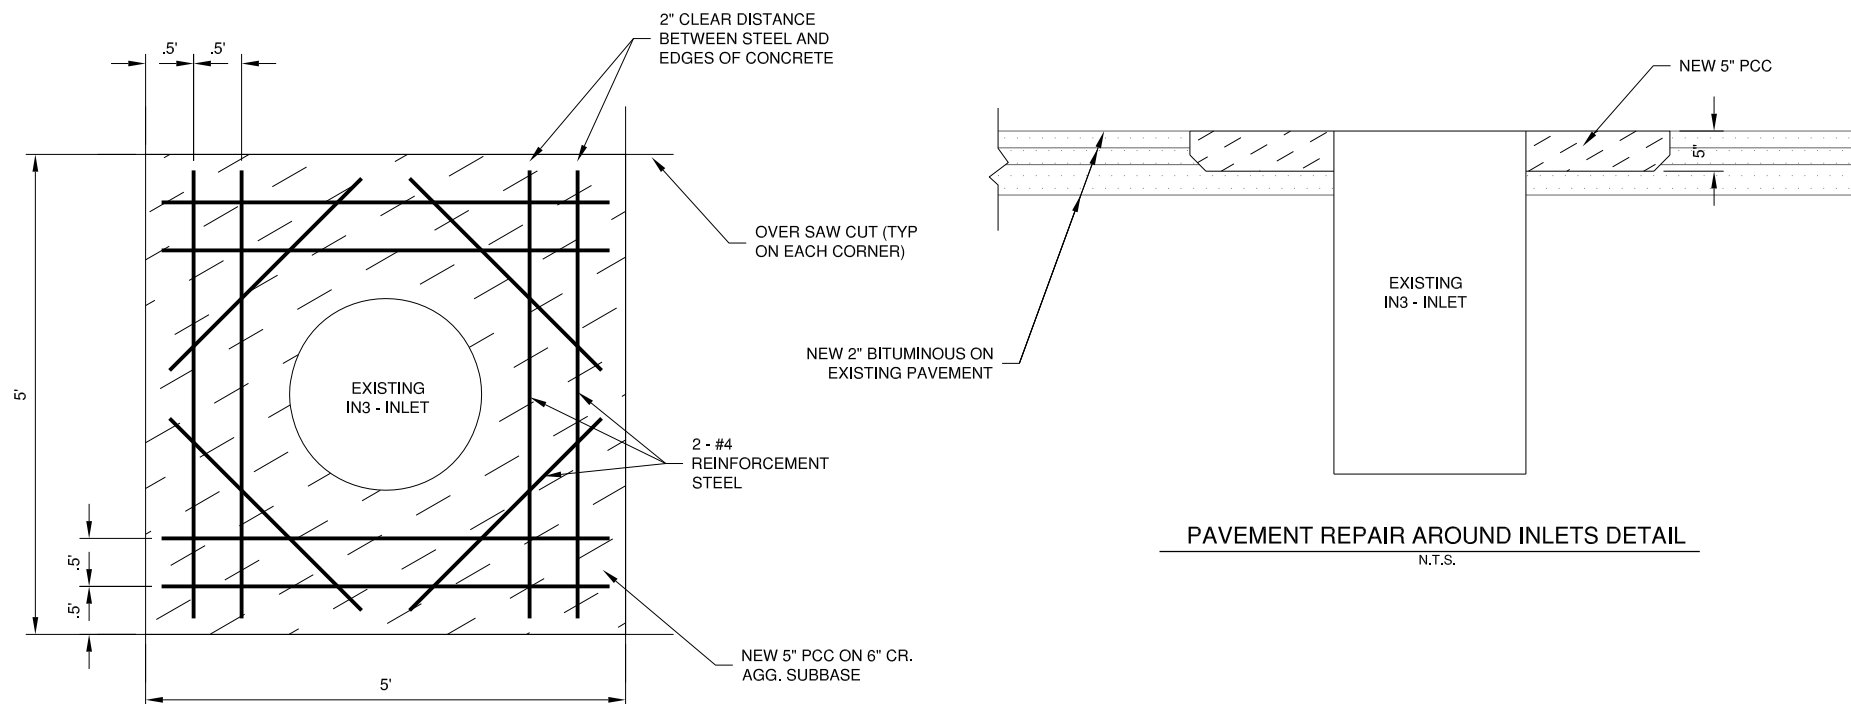 2" CLEAR DISTANCE
BETWEEN STEEL AND
EDGES OF CONCRETE
.5'
.5'
NEW 5" PCC
5"
OVER SAW CUT (TYP
ON EACH CORNER)
EXISTING
IN3 - INLET
NEW 2" BITUMINOUS ON
EXISTING PAVEMENT
5'
EXISTING
IN3 - INLET
2 - #4
REINFORCEMENT
STEEL
PAVEMENT REPAIR AROUND INLETS DETAIL
N.T.S.
.5'
.5'
NEW 5" PCC ON 6" CR.
AGG. SUBBASE
5'